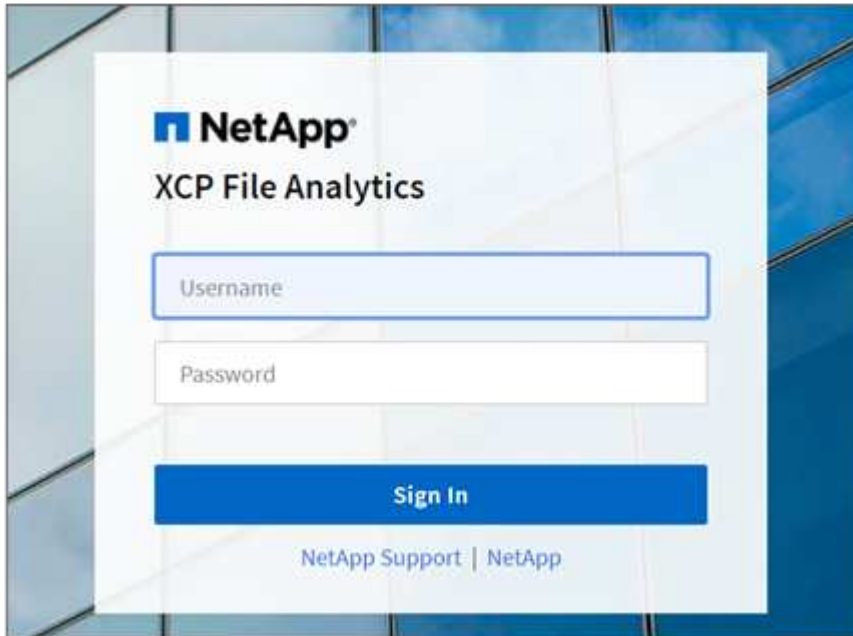 NetApp®
XCP File Analytics
Username
Password
Sign In
NetApp Support | NetApp